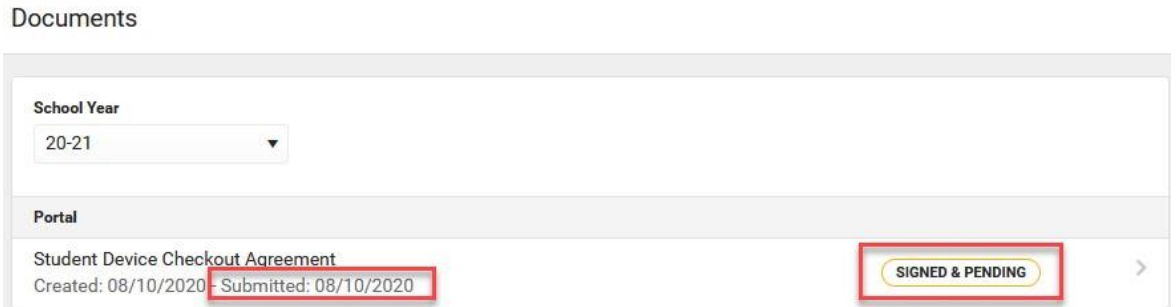 Documents
School Year
20-21
Portal
Student Device Checkout Agreement
Created: 08/10/2020 - Submitted: 08/10/2020
SIGNED & PENDING